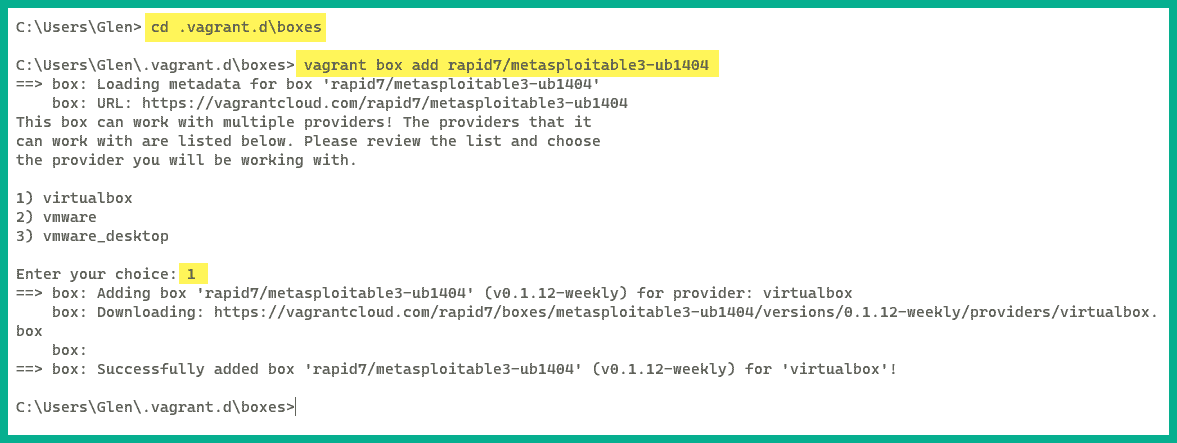 C:\Users\Glen> cd .vagrant.d\boxes
C:\Users\Glen\.vagrant.d\boxes> vagrant box add rapid7/metasploitable3-ub1404
==> box: Loading metadata for box 'rapid7/metasploitable3-ub1404'
    box: URL: https://vagrantcloud.com/rapid7/metasploitable3-ub1404
This box can work with multiple providers! The providers that it
can work with are listed below. Please review the list and choose
the provider you will be working with.
1) virtualbox
2) vmware
3) vmware_desktop
Enter your choice: 1
==> box: Adding box 'rapid7/metasploitable3-ub1404' (v0.1.12-weekly) for provider: virtualbox
    box: Downloading: https://vagrantcloud.com/rapid7/boxes/metasploitable3-ub1404/versions/0.1.12-weekly/providers/virtualbox.
box
    box:
==> box: Successfully added box 'rapid7/metasploitable3-ub1404' (v0.1.12-weekly) for 'virtualbox'!
C:\Users\Glen\.vagrant.d\boxes>